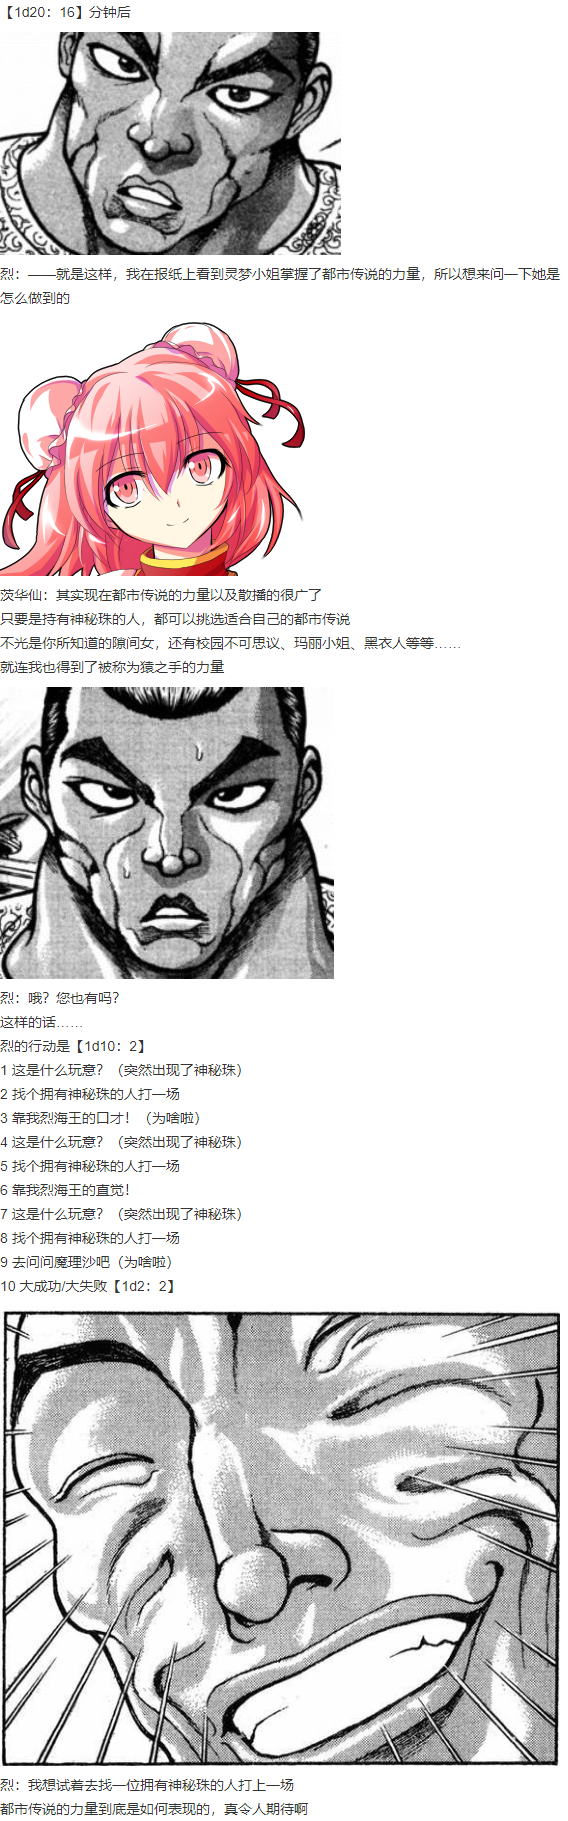 【1d20：16】分钟后
烈：——就是这样，我在报纸上看到灵梦小姐掌握了都市传说的力量，所以想来问一下她是
怎么做到的
茨华仙：其实现在都市传说的力量以及散播的很广了
只要是持有神秘珠的人，都可以挑选适合自己的都市传说
不光是你所知道的隙间女，还有校园不可思议、玛丽小姐、黑衣人等等……
就连我也得到了被称为猿之手的力量
烈：哦？您也有吗？
这样的话……
烈的行动是【1d10：2】
1 这是什么玩意？（突然出现了神秘珠）
2 找个拥有神秘珠的人打一场
3 靠我烈海王的口才！（为啥啦）
4 这是什么玩意？（突然出现了神秘珠）
5 找个拥有神秘珠的人打一场
6 靠我烈海王的直觉！
7 这是什么玩意？（突然出现了神秘珠）
8 找个拥有神秘珠的人打一场
9 去问问魔理沙吧（为啥啦）
10 大成功/大失败【1d2：2】
烈：我想试着去找一位拥有神秘珠的人打上一场
都市传说的力量到底是如何表现的，真令人期待啊